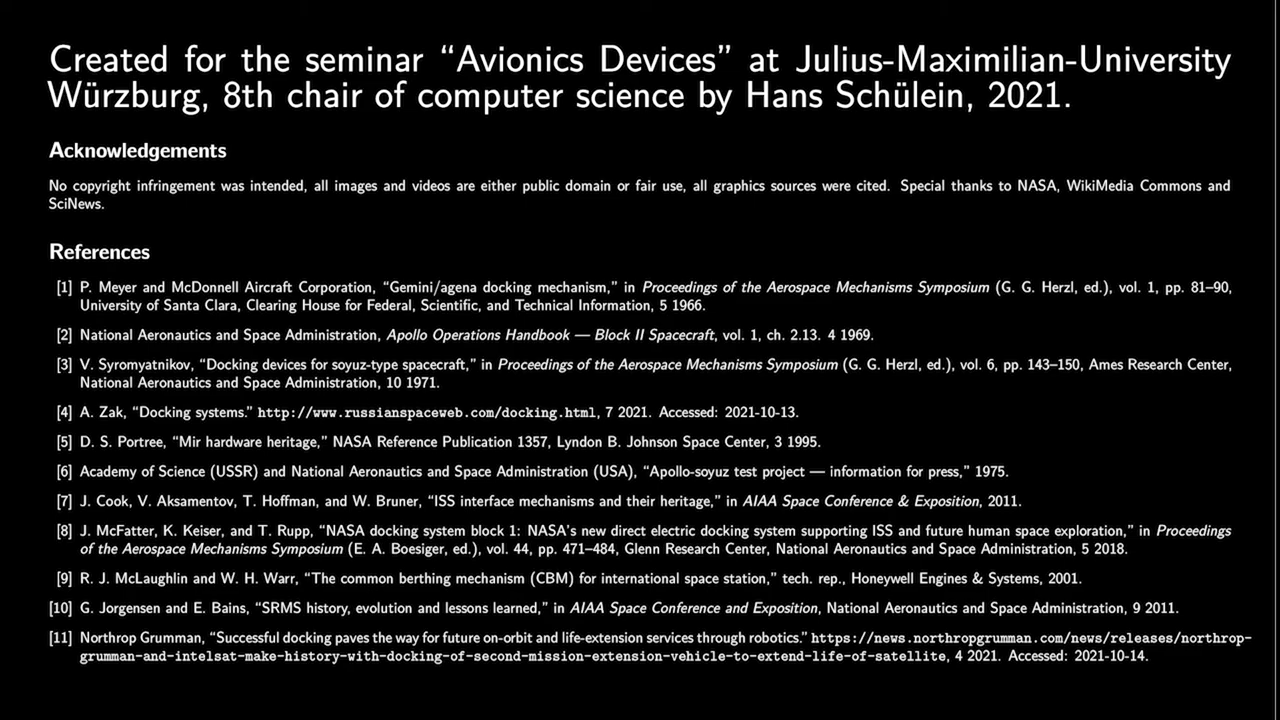 Created for the seminar “Avionics Devices” at Julius-Maximilian-University
Würzburg, 8th chair of computer science by Hans Schülein, 2021.
Acknowledgements
No copyright infringement was intended, all images and videos are either public domain or fair use, all graphics sources were cited. Special thanks to NASA, WikiMedia Commons and
SciNews.
References
[1] P. Meyer and McDonnell Aircraft Corporation, “Gemini/agena docking mechanism,” in Proceedings of the Aerospace Mechanisms Symposium (G. G. Herzl, ed.), vol. 1, pp. 81–90,
University of Santa Clara, Clearing House for Federal, Scientific, and Technical Information, 5 1966.
[2] National Aeronautics and Space Administration, Apollo Operations Handbook — Block II Spacecraft, vol. 1, ch. 2.13. 4 1969.
[3] V. Syromyatnikov, “Docking devices for soyuz-type spacecraft,” in Proceedings of the Aerospace Mechanisms Symposium (G. G. Herzl, ed.), vol. 6, pp. 143–150, Ames Research Center,
National Aeronautics and Space Administration, 10 1971.
[4] A. Zak, “Docking systems.” http://www.russianspaceweb.com/docking.html, 7 2021. Accessed: 2021-10-13.
[5] D. S. Portree, “Mir hardware heritage,” NASA Reference Publication 1357, Lyndon B. Johnson Space Center, 3 1995.
[6] Academy of Science (USSR) and National Aeronautics and Space Administration (USA), “Apollo-soyuz test project — information for press,” 1975.
[7] J. Cook, V. Aksamentov, T. Hoffman, and W. Bruner, “ISS interface mechanisms and their heritage,” in AIAA Space Conference & Exposition, 2011.
[8] J. McFatter, K. Keiser, and T. Rupp, “NASA docking system block 1: NASA's new direct electric docking system supporting ISS and future human space exploration,” in Proceedings
of the Aerospace Mechanisms Symposium (E. A. Boesiger, ed.), vol. 44, pp. 471–484, Glenn Research Center, National Aeronautics and Space Administration, 5 2018.
[9] R. J. McLaughlin and W. H. Warr, “The common berthing mechanism (CBM) for international space station,” tech. rep., Honeywell Engines & Systems, 2001.
[10] G. Jorgensen and E. Bains, “SRMS history, evolution and lessons learned,” in AIAA Space Conference and Exposition, National Aeronautics and Space Administration, 9 2011.
[11] Northrop Grumman, “Successful docking paves the way for future on-orbit and life-extension services through robotics.” https://news.northropgrumman.com/news/releases/northrop-
grumman-and-intelsat-make-history-with-docking-of-second-mission-extension-vehicle-to-extend-life-of-satellite, 4 2021. Accessed: 2021-10-14.